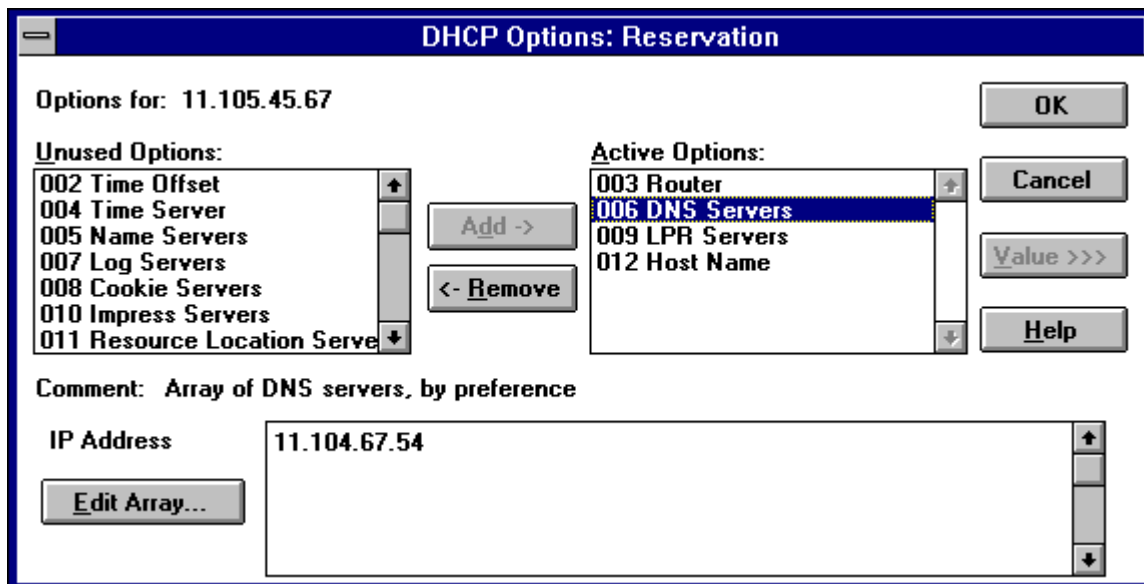 DHCP Options: Reservation
Options for: 11.105.45.67
OK
Unused Options:
Active Options:
002 Time Offset
004 Time Server
005 Name Servers
007 Log Servers
008 Cookie Servers
010 Impress Servers
011 Resource Location Serve
Add ->
<- Remove
003 Router
006 DNS Servers
009 LPR Servers
012 Host Name
Cancel
Value >>>
Help
Comment: Array of DNS servers, by preference
IP Address
11.104.67.54
Edit Array...